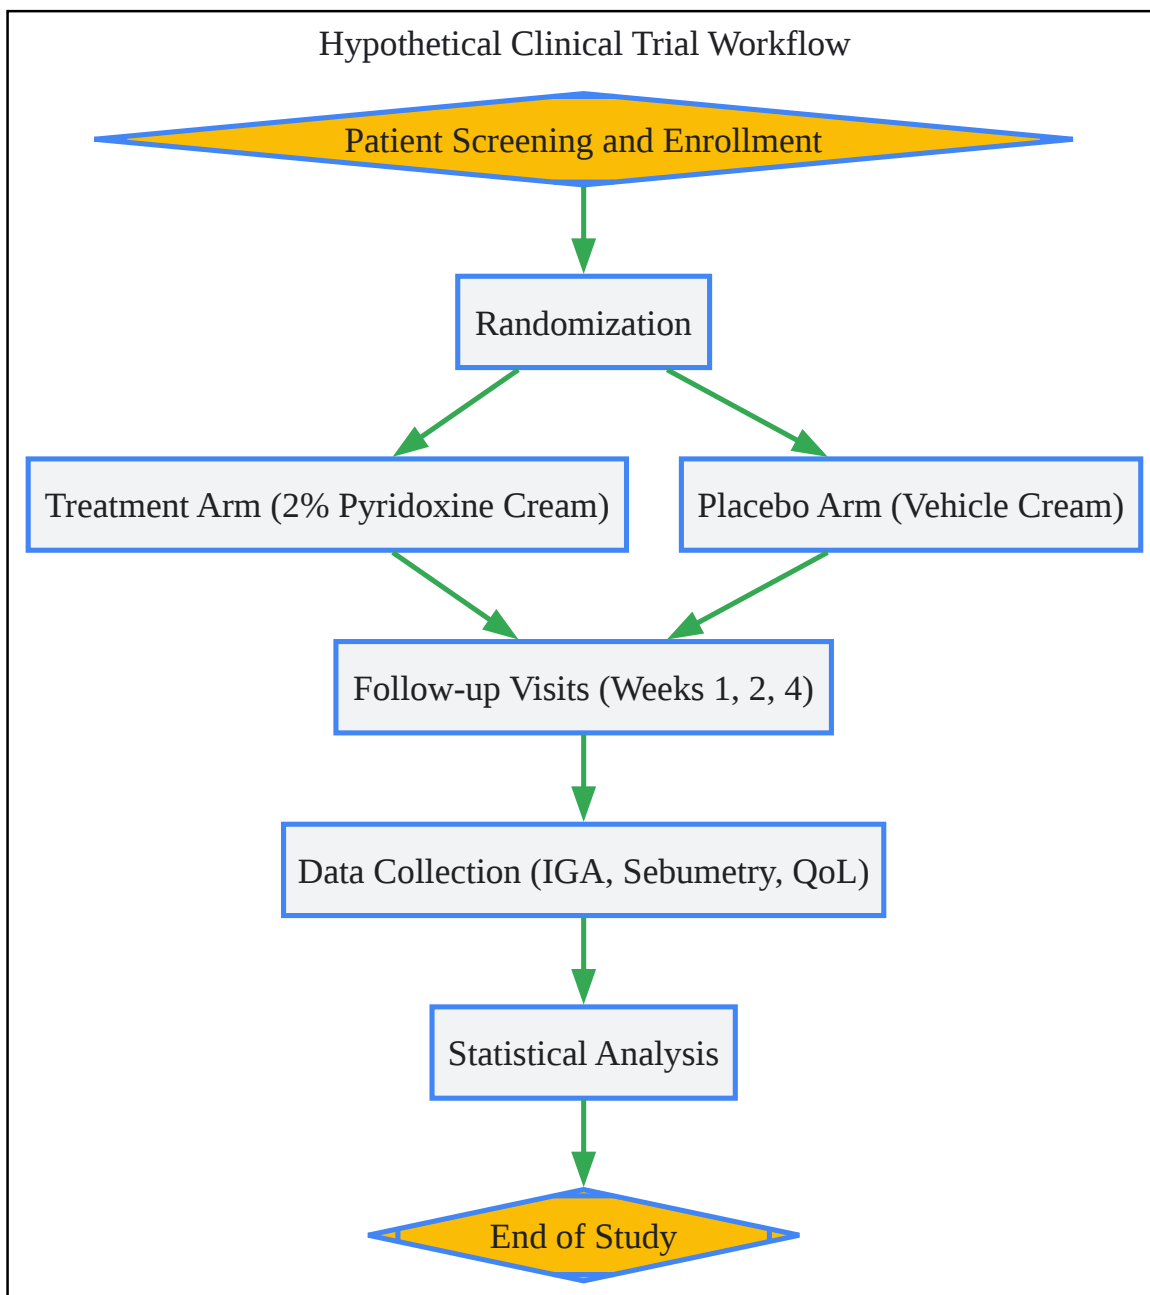 Hypothetical Clinical Trial Workflow
Patient Screening and Enrollment
Randomization
Treatment Arm (2% Pyridoxine Cream)
Placebo Arm (Vehicle Cream)
Follow-up Visits (Weeks 1, 2, 4)
Data Collection (IGA, Sebumetry, QoL)
Statistical Analysis
End of Study